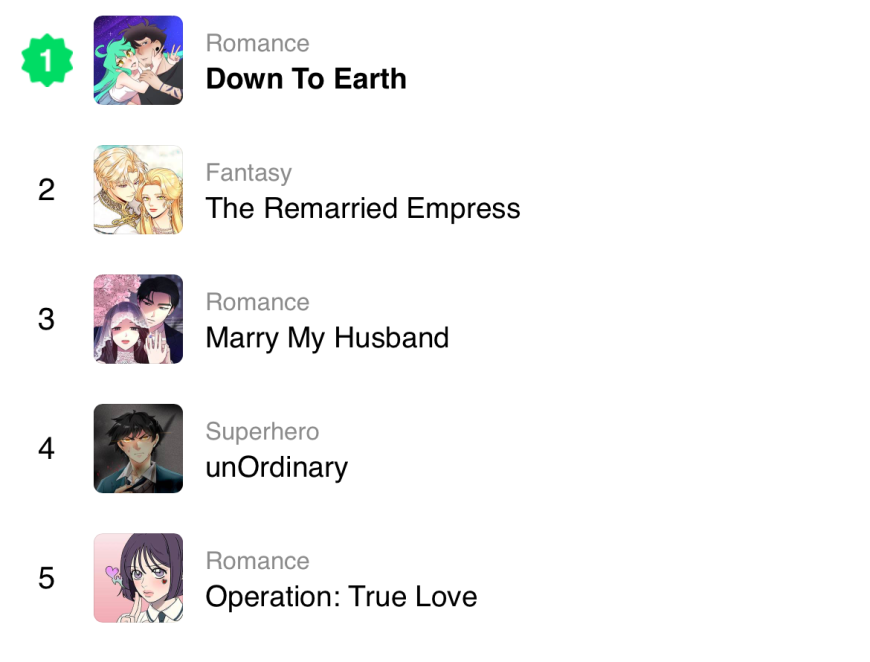 1
Romance
Down To Earth
2
Fantasy
The Remarried Empress
3
Romance
Marry My Husband
4
Superhero
unOrdinary
5
Romance
Operation: True Love